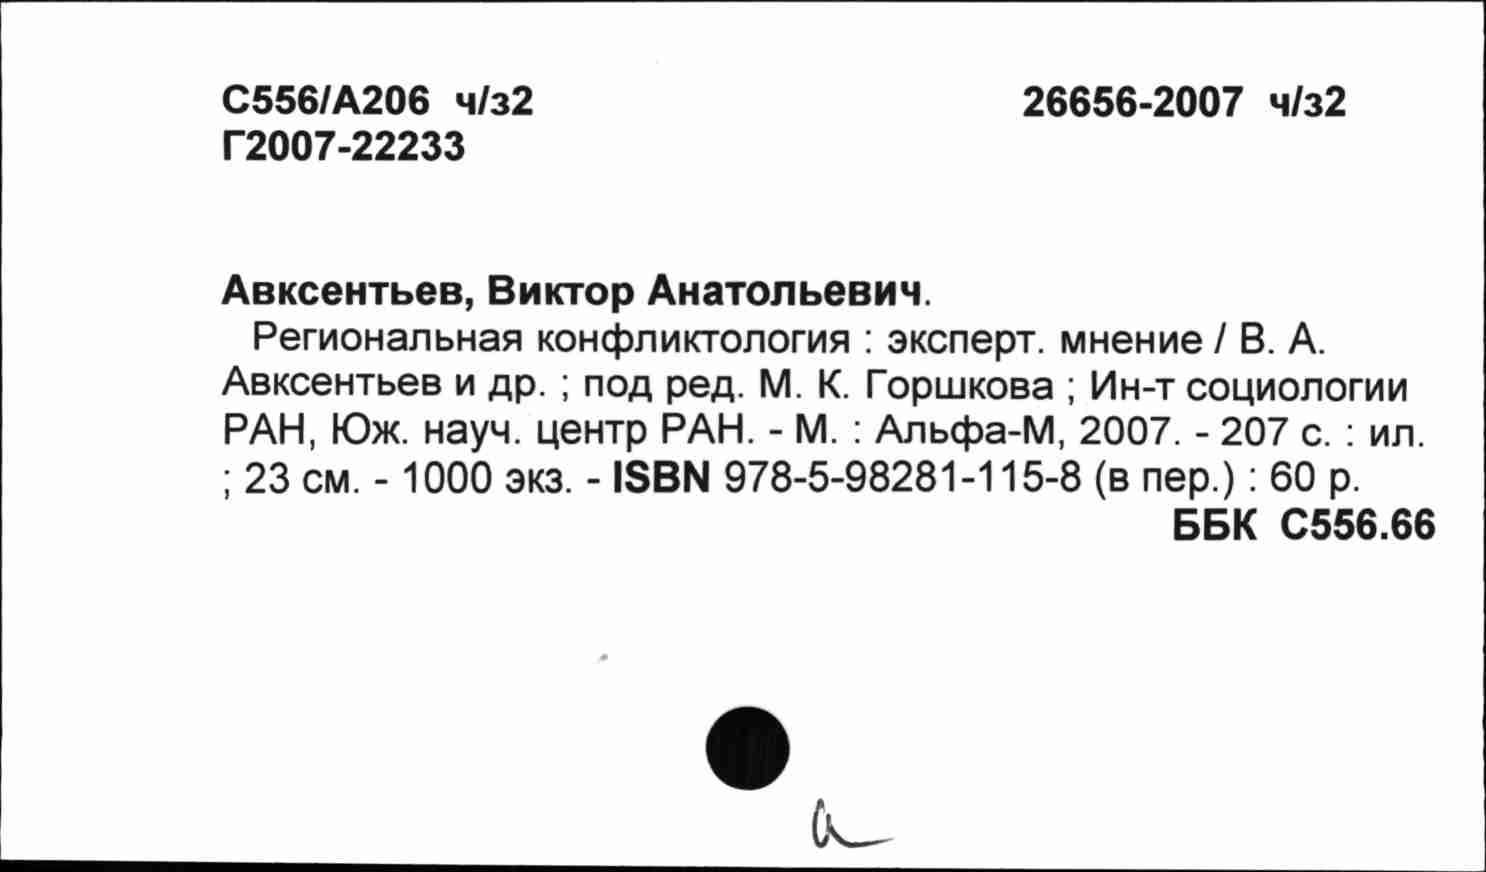 С556/А206 ч/з2 26656-2007 ч/з2
Г2007-22233
Авксентьев, Виктор Анатольевич.
Региональная конфликтология : эксперт. мнение / В. А.
Авксентьев и др. ; под ред. М. К. Горшкова ; Ин-т социологии
РАН, Юж. науч. центр РАН. - М. : Альфа-М, 2007. - 207 с. : ил.
; 23 см. - 1000 экз. - ISBN 978-5-98281-115-8 (в пер.) : 60 р.
ББК С556.66
а